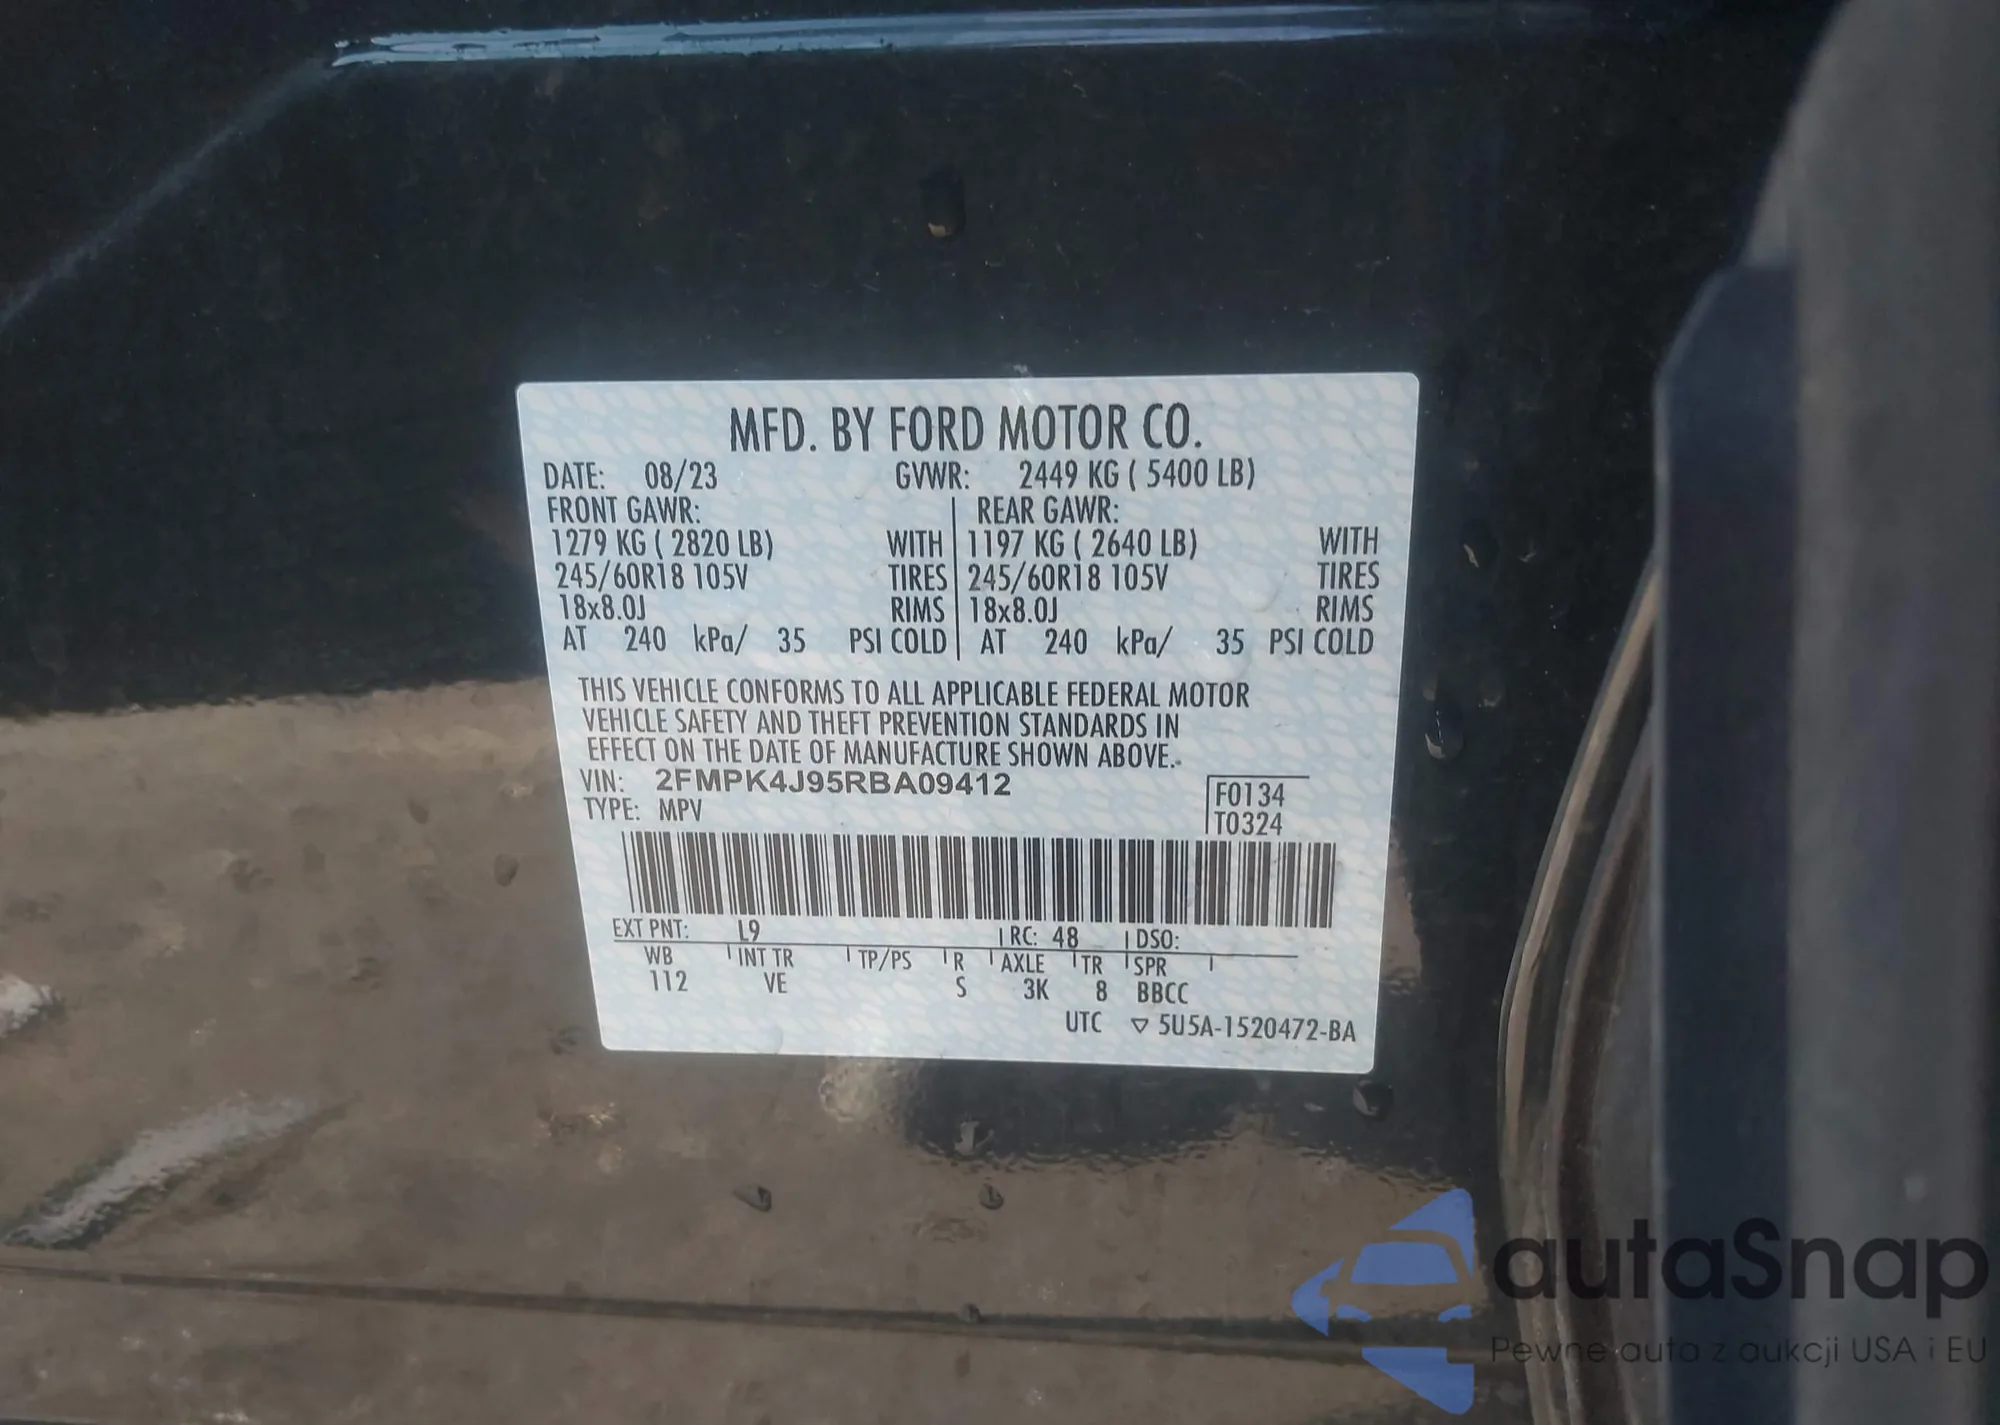 MFD. BY FORD MOTOR CO.
DATE: 08/23 GVWR: 2449 KG ( 5400 LB)
FRONT GAWR: REAR GAWR:
1279 KG ( 2820 LB) WITH 1197 KG ( 2640 LB) WITH
245/60R18 105V TIRES 245/60R18 105V TIRES
18x8.0J RIMS 18x8.0J RIMS
AT 240 kPa/ 35 PSI COLD AT 240 kPa/ 35 PSI COLD
THIS VEHICLE CONFORMS TO ALL APPLICABLE FEDERAL MOTOR
VEHICLE SAFETY AND THEFT PREVENTION STANDARDS IN
EFFECT ON THE DATE OF MANUFACTURE SHOWN ABOVE.
VIN: 2FMPK4J95RBA09412
TYPE: MPV
F0134
T0324
EXT PNT: L9 RC: 48 DSO:
WB INT TR TP/PS R AXLE TR SPR
112 VE S 3K 8 BBCC
UTC ▽ 5U5A-1520472-BA
autaSnap
Pewne auto z aukcji USA i EU